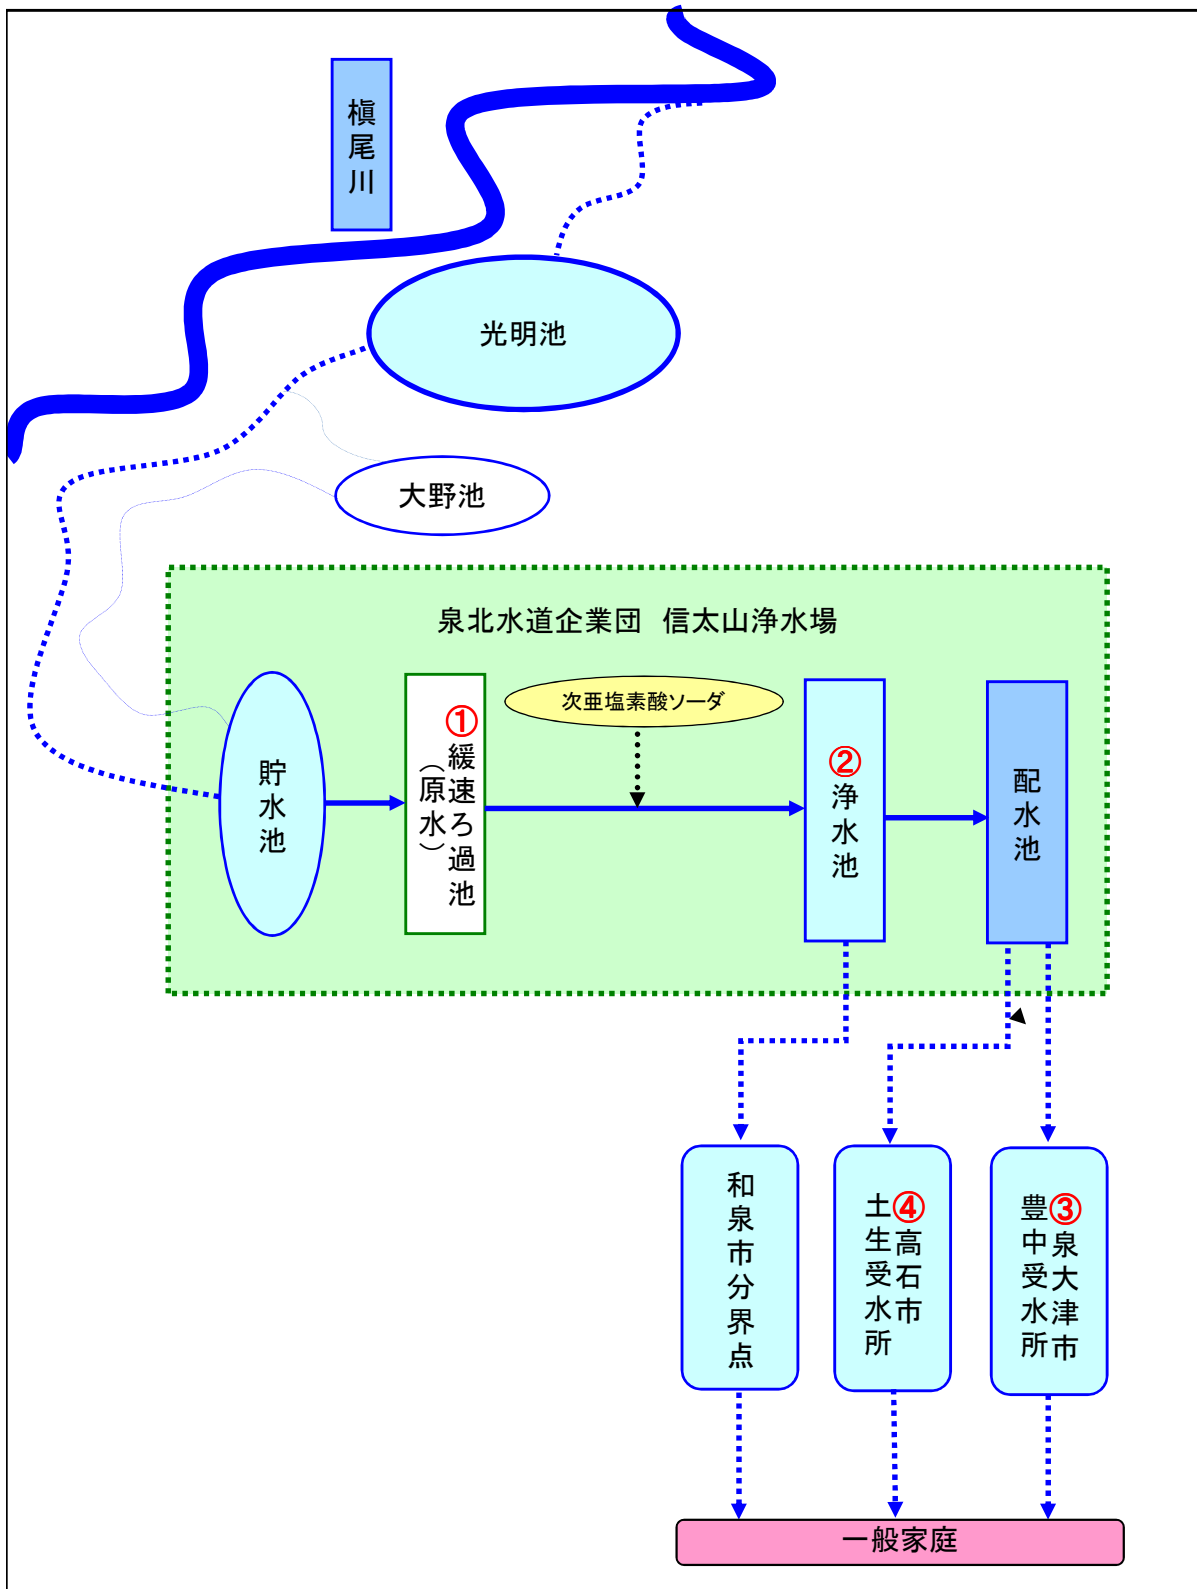 槇尾川
光明池
大野池
泉北水道企業団　信太山浄水場
次亜塩素酸ソーダ
貯水池
①緩速ろ過池
（原水）
②浄水池
配水池
和泉市分界点
④高石市
土生受水所
③泉大津市
豊中受水所
一般家庭